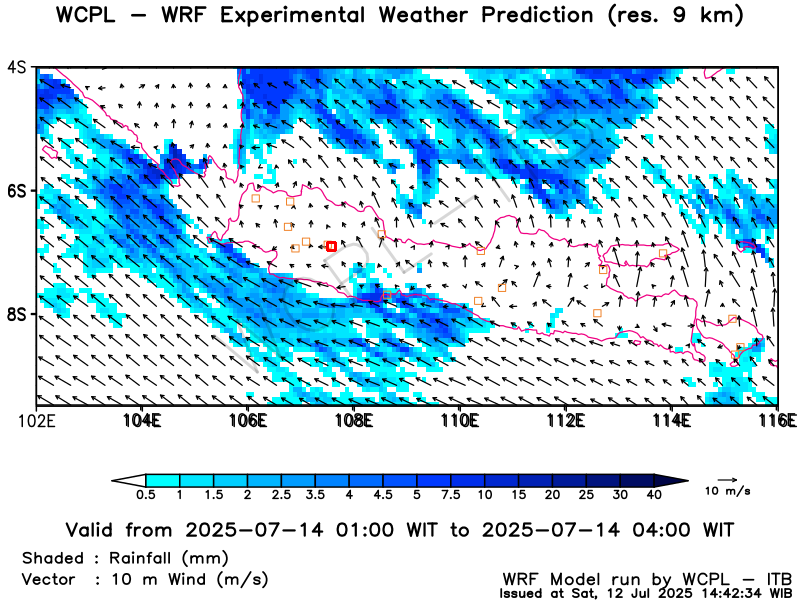 WCPL – WRF Experimental Weather Prediction (res. 9 km)
4S
6S
8S
102E 104E 106E 108E 110E 112E 114E 116E
0.5 1 1.5 2 2.5 3.5 4 4.5 5 7.5 10 15 20 25 30 40
10 m/s
Valid from 2025-07-14 01:00 WIT to 2025-07-14 04:00 WIT
Shaded : Rainfall (mm)
Vector : 10 m Wind (m/s)
WRF Model run by WCPL – ITB
Issued at Sat, 12 Jul 2025 14:42:34 WIB